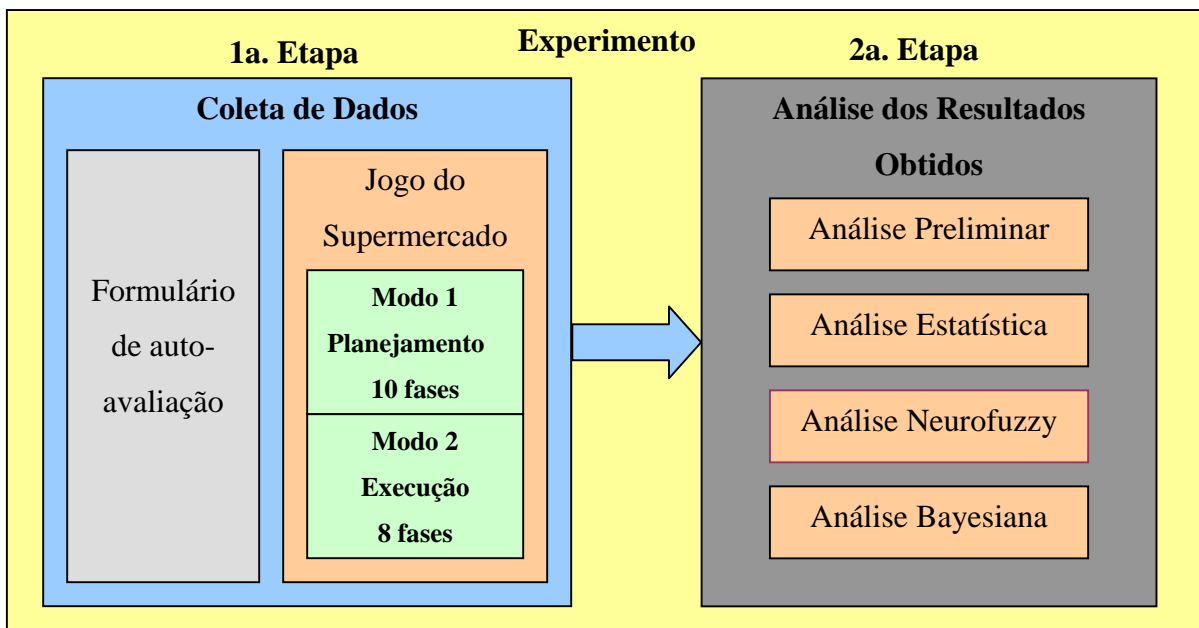 Experimento
1a. Etapa
Coleta de Dados
Formulário
de auto-
avaliação
Jogo do
Supermercado
Modo 1
Planejamento
10 fases
Modo 2
Execução
8 fases
2a. Etapa
Análise dos Resultados
Obtidos
Análise Preliminar
Análise Estatística
Análise Neurofuzzy
Análise Bayesiana